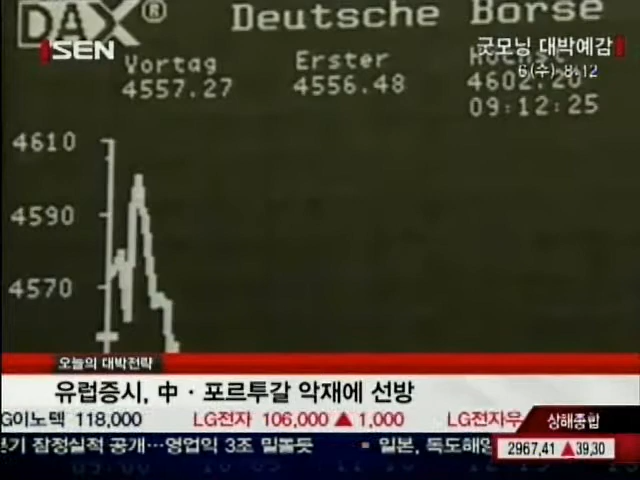 DAX®
Deutsche Börse
SEN
굿모닝 대박예감
6(수) 8:12
Vortag
Erster
Höchst
4557.27
4556.48
4602.20
09:12:25
4610
4590
4570
오늘의 대박전략
유럽증시, 中 · 포르투갈 악재에 선방
G이노텍 118,000
LG전자 106,000 ▲ 1,000
LG전자우
상해종합
2967,41 ▲39,30
분기 잠정실적 공개…영업익 3조 밑돌듯
일본, 독도해양